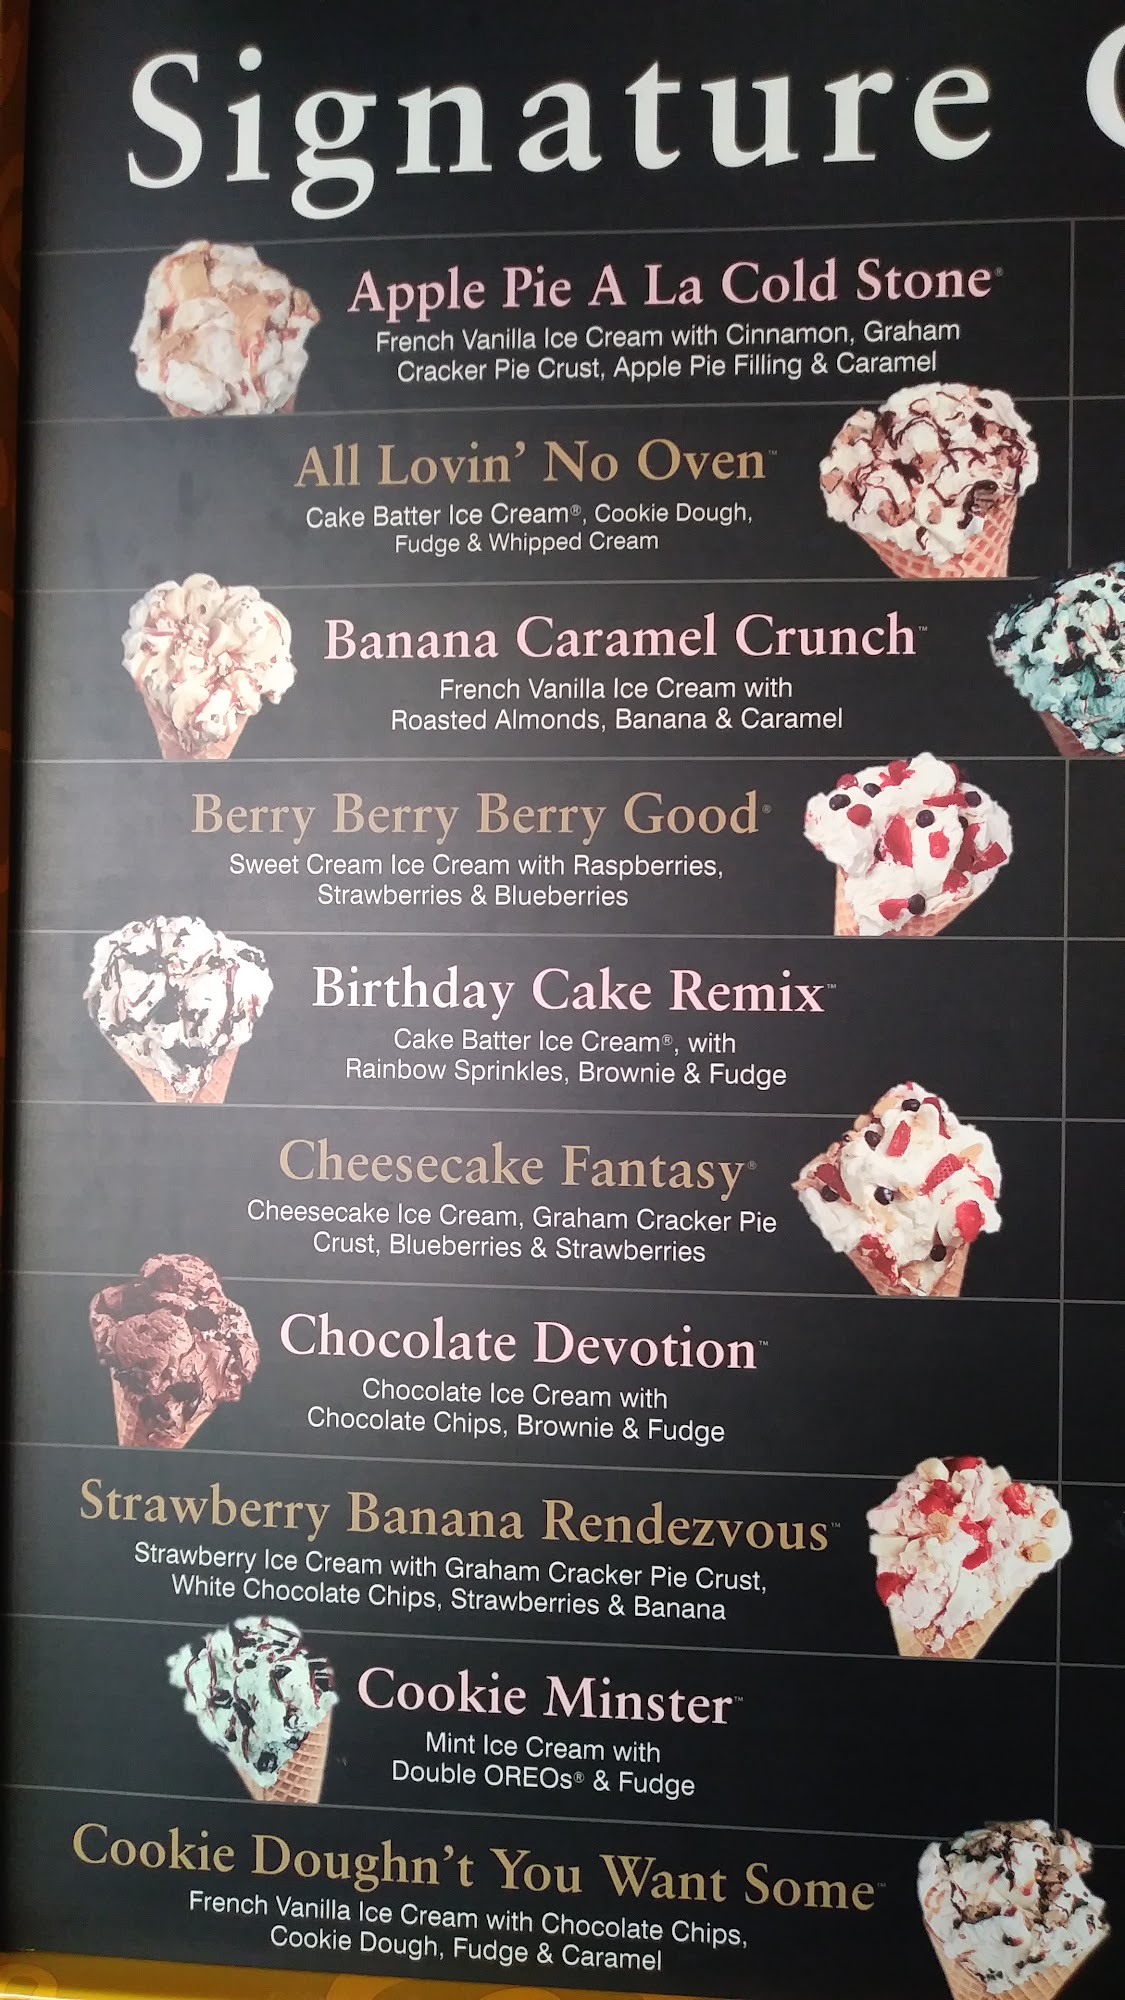 Signature
Apple Pie A La Cold Stone®
French Vanilla Ice Cream with Cinnamon, Graham
Cracker Pie Crust, Apple Pie Filling & Caramel
All Lovin' No Oven™
Cake Batter Ice Cream®, Cookie Dough,
Fudge & Whipped Cream
Banana Caramel Crunch™
French Vanilla Ice Cream with
Roasted Almonds, Banana & Caramel
Berry Berry Berry Good®
Sweet Cream Ice Cream with Raspberries,
Strawberries & Blueberries
Birthday Cake Remix™
Cake Batter Ice Cream®, with
Rainbow Sprinkles, Brownie & Fudge
Cheesecake Fantasy®
Cheesecake Ice Cream, Graham Cracker Pie
Crust, Blueberries & Strawberries
Chocolate Devotion™
Chocolate Ice Cream with
Chocolate Chips, Brownie & Fudge
Strawberry Banana Rendezvous™
Strawberry Ice Cream with Graham Cracker Pie Crust,
White Chocolate Chips, Strawberries & Banana
Cookie Minster™
Mint Ice Cream with
Double OREOs® & Fudge
Cookie Doughn't You Want Some™
French Vanilla Ice Cream with Chocolate Chips,
Cookie Dough, Fudge & Caramel